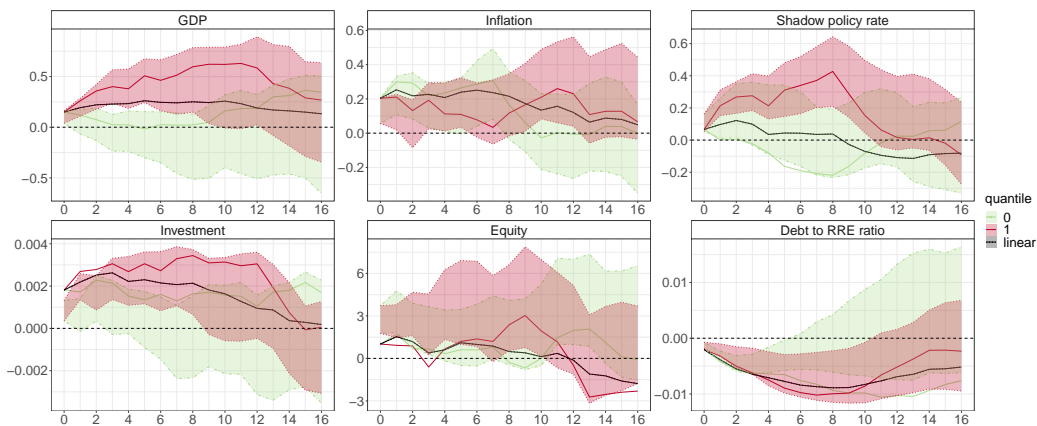 GDP
0.5
0.0
−0.5
0 2 4 6 8 10 12 14 16
Inflation
0.6
0.4
0.2
0.0
−0.2
0 2 4 6 8 10 12 14 16
Shadow policy rate
0.6
0.4
0.2
0.0
−0.2
0 2 4 6 8 10 12 14 16
Investment
0.004
0.002
0.000
−0.002
0 2 4 6 8 10 12 14 16
Equity
6
3
0
−3
0 2 4 6 8 10 12 14 16
Debt to RRE ratio
0.01
0.00
−0.01
0 2 4 6 8 10 12 14 16
quantile
0
1
linear